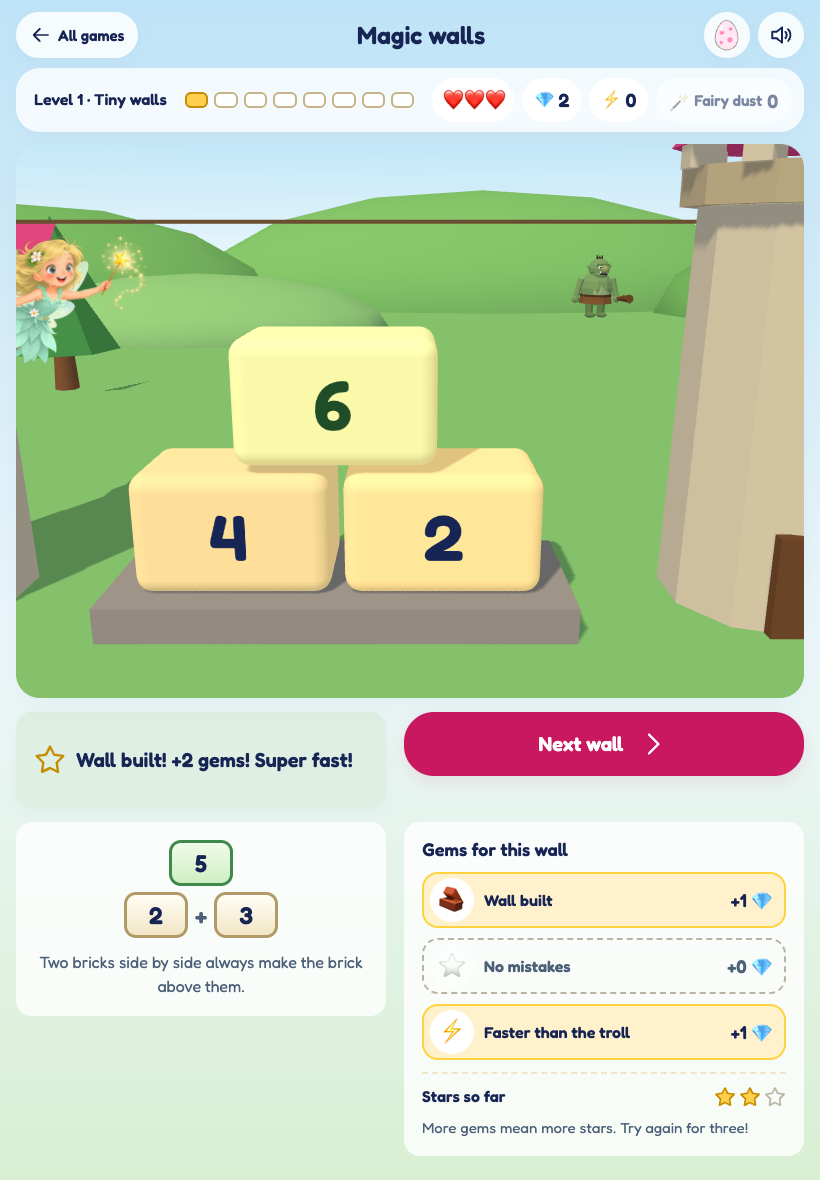 All games
Magic walls
Level 1 · Tiny walls
2
0
Fairy dust 0
6
4
2
Wall built! +2 gems! Super fast!
Next wall
5
2 + 3
Two bricks side by side always make the brick
above them.
Gems for this wall
Wall built +1
No mistakes +0
Faster than the troll +1
Stars so far
More gems mean more stars. Try again for three!